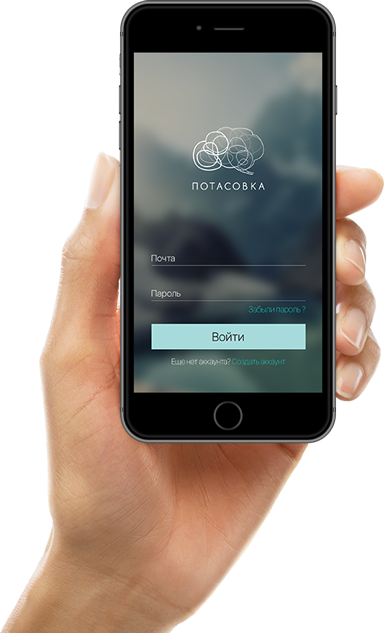 ПОТАСОВКА
Почта
Пароль
Забыли пароль ?
Войти
Еще нет аккаунта? Создать аккаунт